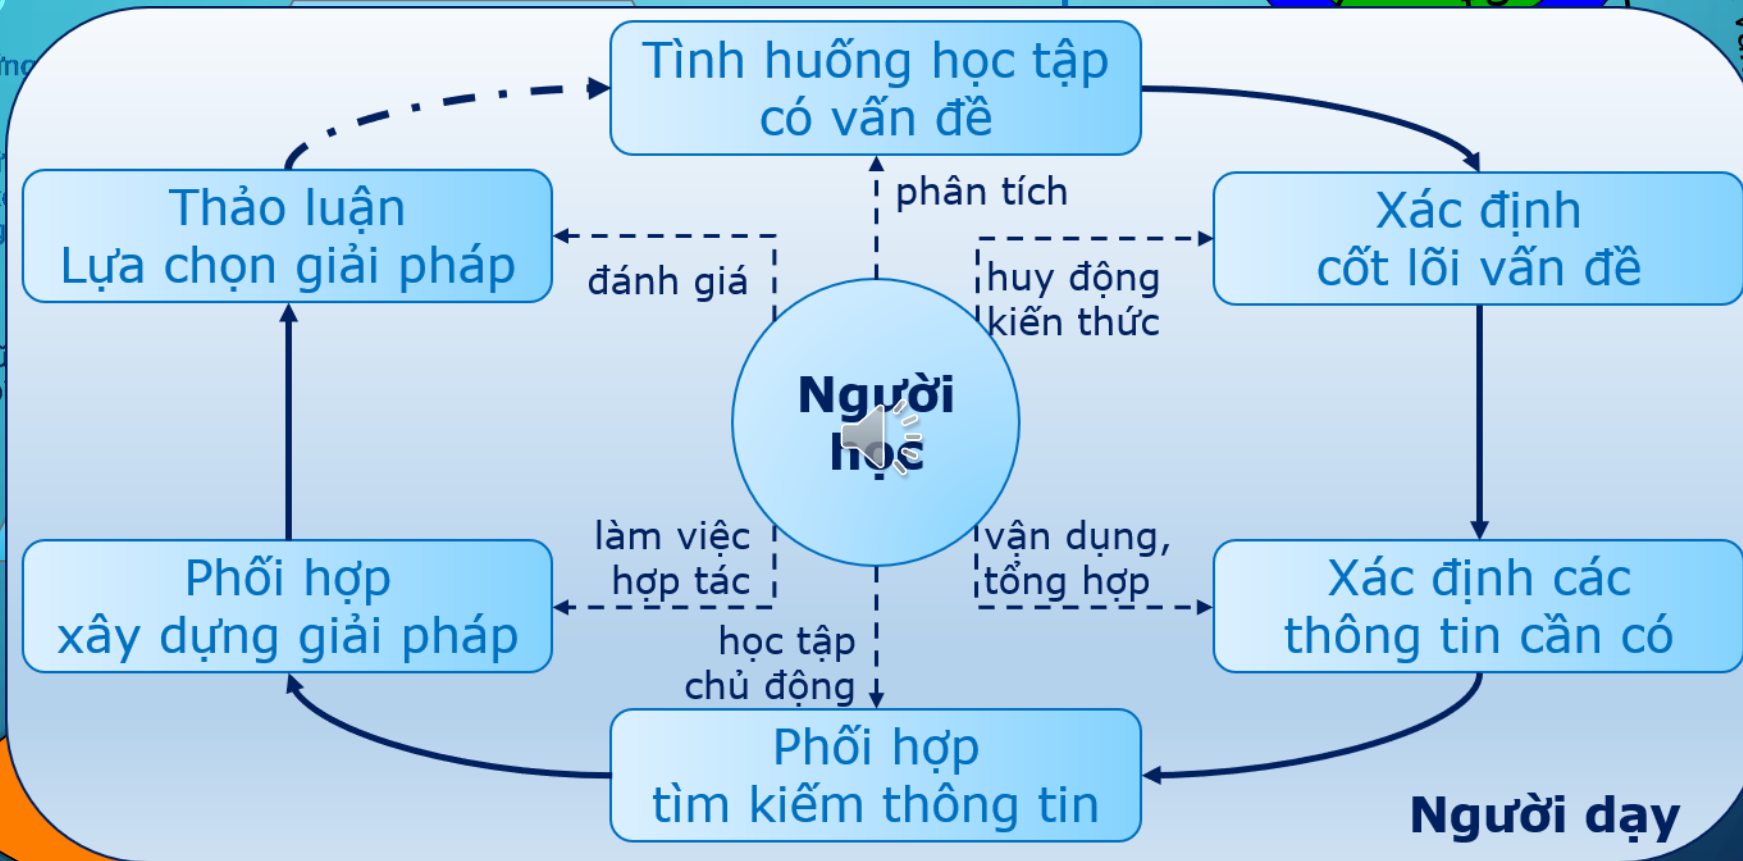 Tình huống học tập
có vấn đề
phân tích
Thảo luận
Lựa chọn giải pháp
đánh giá
huy động
kiến thức
Xác định
cốt lõi vấn đề
Người
học
làm việc
hợp tác
vận dụng,
tổng hợp
Phối hợp
xây dựng giải pháp
Xác định các
thông tin cần có
học tập
chủ động
Phối hợp
tìm kiếm thông tin
Người dạy